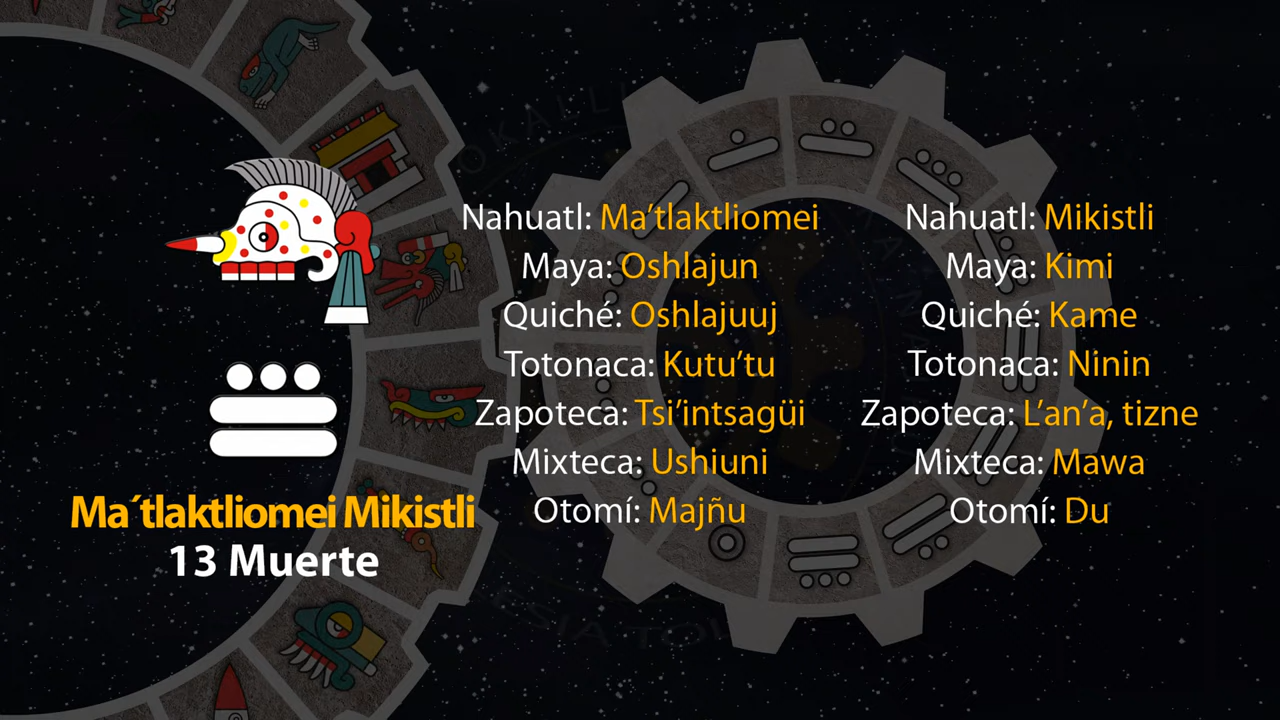 Nahuatl: Ma’tlaktliomei
Maya: Oshlajun
Quiché: Oshlajuuj
Totonaca: Kutu’tu
Zapoteca: Tsi’intsagüi
Mixteca: Ushiuni
Otomí: Majñu
Nahuatl: Mikistli
Maya: Kimi
Quiché: Kame
Totonaca: Ninin
Zapoteca: L’an’a, tizne
Mixteca: Mawa
Otomí: Du
Ma´tlaktliomei Mikistli
13 Muerte